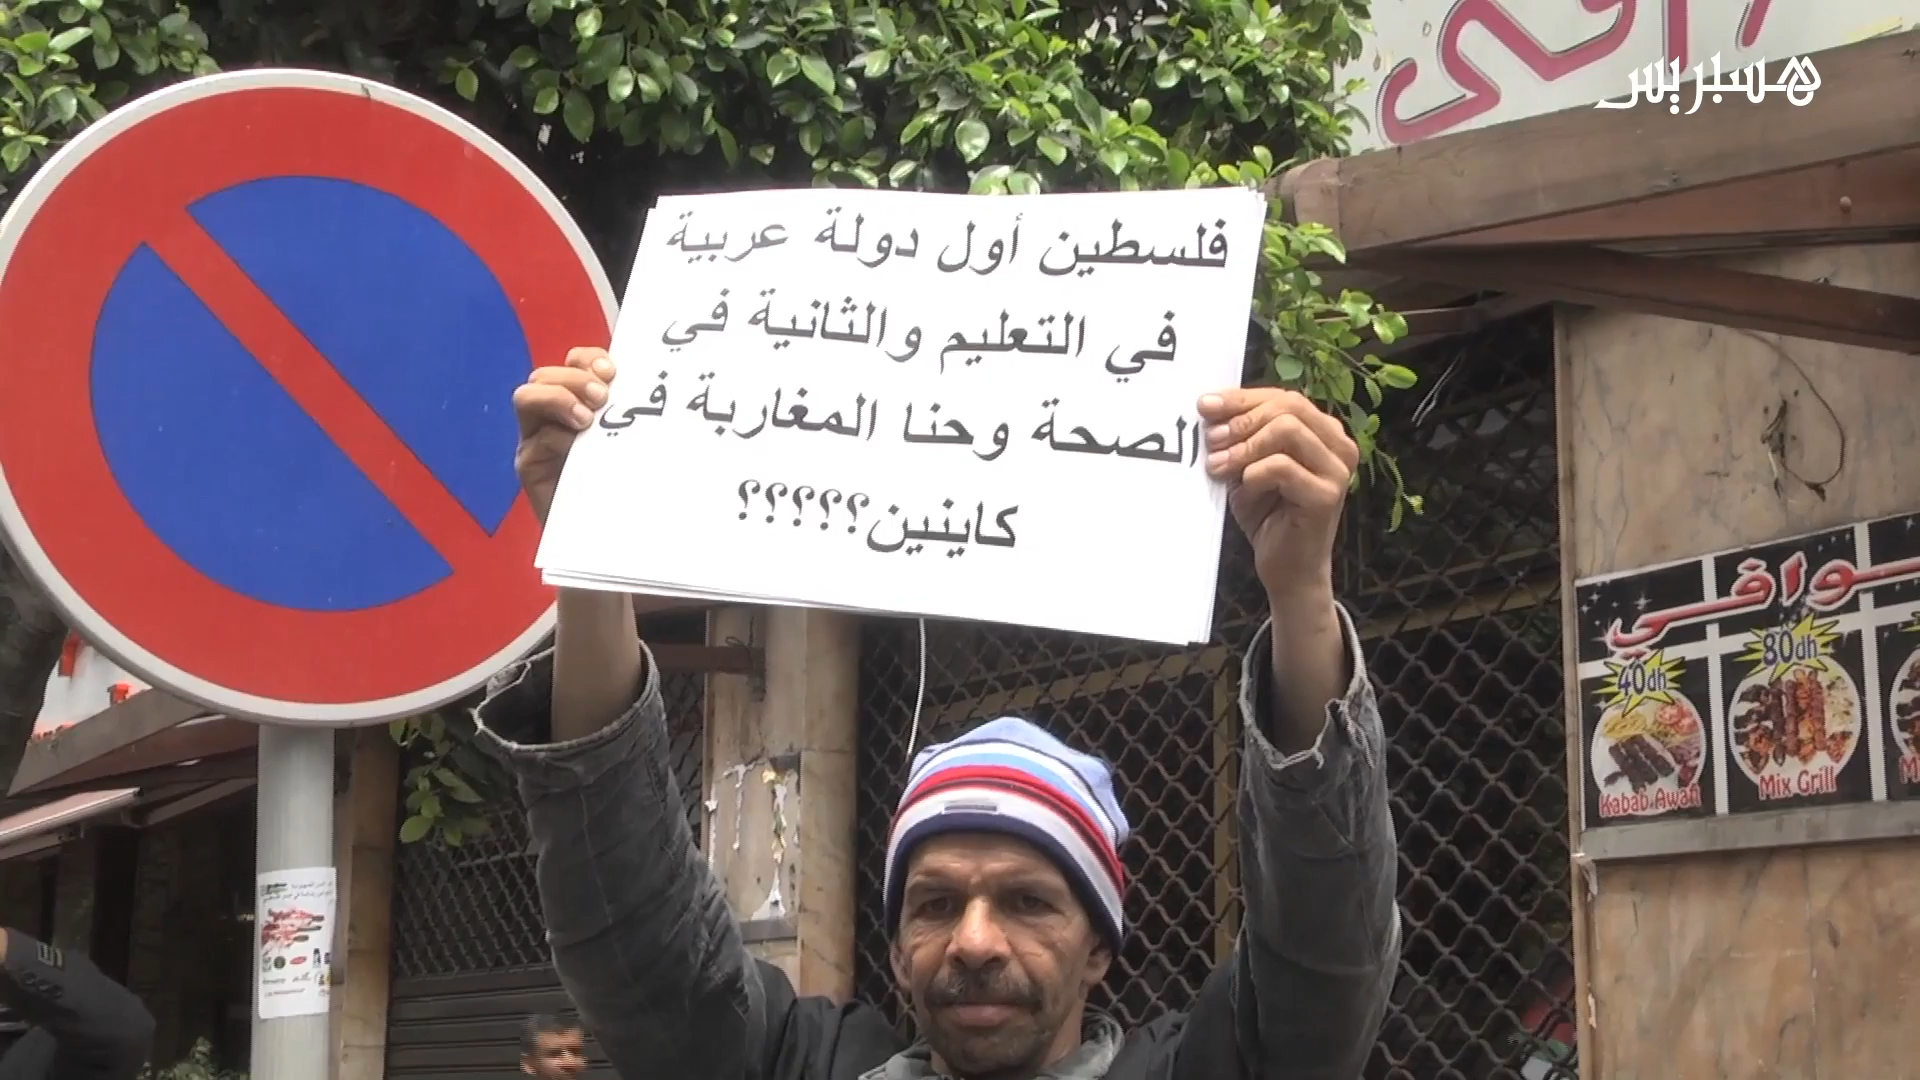 هسبريس
فلسطين أول دولة عربية
في التعليم والثانية في
الصحة وحنا المغاربة في
كاينين؟؟؟؟؟
40dh
80dh
Kabab Awafi
Mix Grill